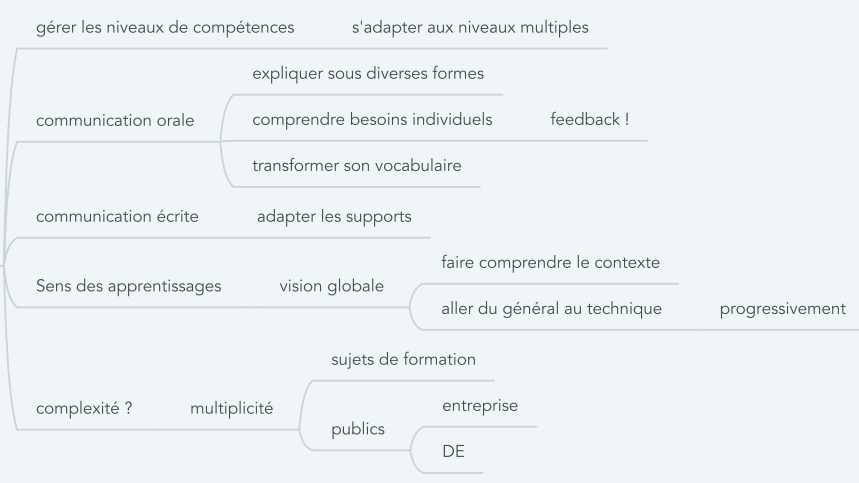 gérer les niveaux de compétences
s'adapter aux niveaux multiples
communication orale
expliquer sous diverses formes
comprendre besoins individuels
feedback !
transformer son vocabulaire
communication écrite
adapter les supports
Sens des apprentissages
vision globale
faire comprendre le contexte
aller du général au technique
progressivement
complexité ?
multiplicité
sujets de formation
publics
entreprise
DE